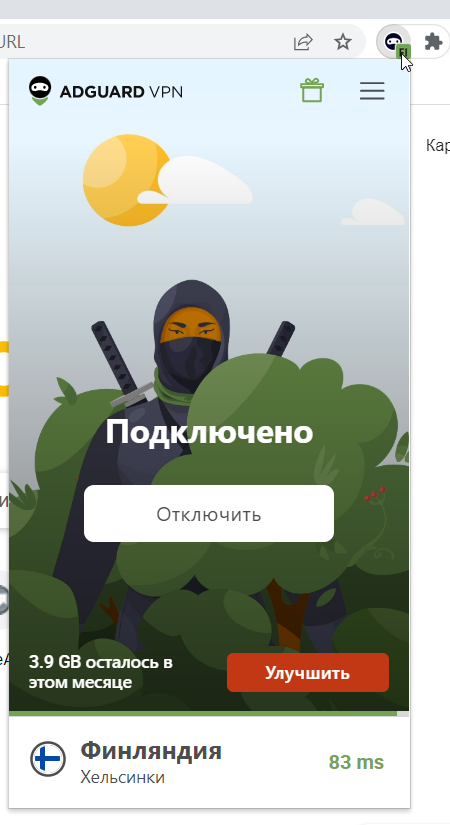 URL
FI
ADGUARD VPN
Кар
Подключено
Отключить
3.9 GB осталось в
этом месяце
Улучшить
Финляндия
Хельсинки
83 ms